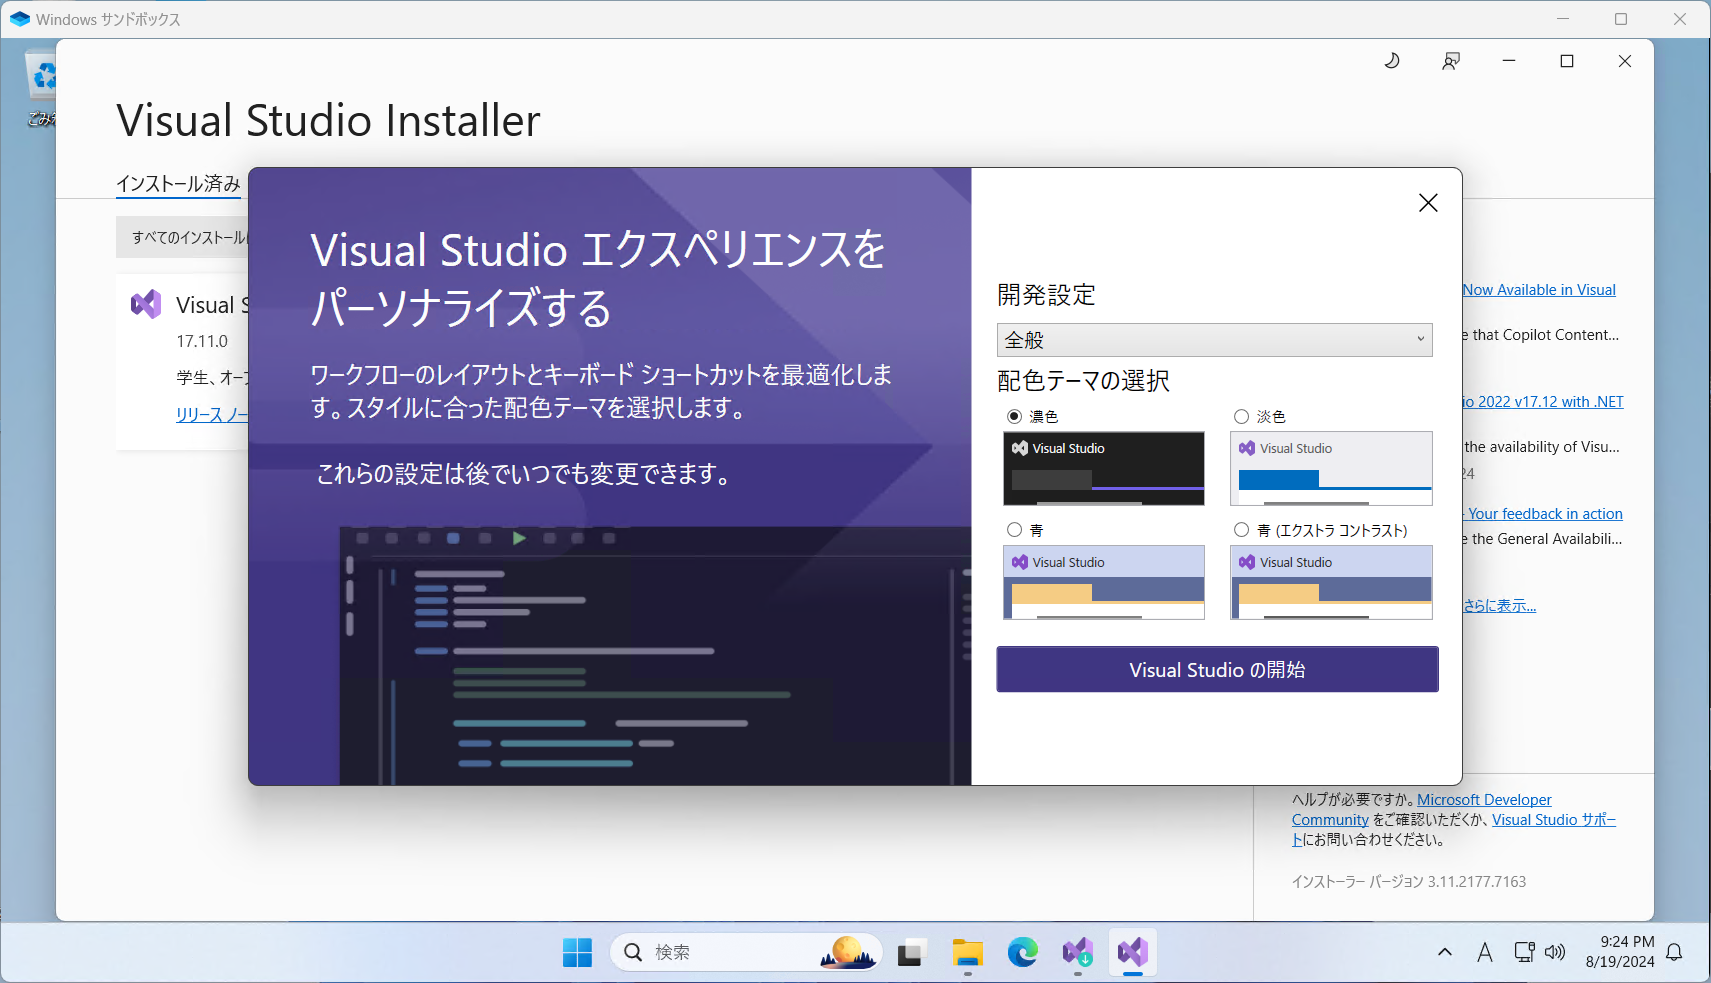 Windows サンドボックス
Visual Studio Installer
インストール済み
すべてのインストール
Visual S
17.11.0
学生、オープ
リリース ノー
Visual Studio エクスペリエンスを
パーソナライズする
ワークフローのレイアウトとキーボード ショートカットを最適化しま
す。スタイルに合った配色テーマを選択します。
これらの設定は後でいつでも変更できます。
開発設定
全般
配色テーマの選択
濃色
淡色
Visual Studio
Visual Studio
青
青 (エクストラ コントラスト)
Visual Studio
Visual Studio
Visual Studio の開始
Now Available in Visual
e that Copilot Content...
io 2022 v17.12 with .NET
the availability of Visu...
24
- Your feedback in action
e the General Availabili...
さらに表示...
ヘルプが必要ですか。Microsoft Developer
Community をご確認いただくか、Visual Studio サポー
トにお問い合わせください。
インストーラー バージョン 3.11.2177.7163
検索
A
9:24 PM
8/19/2024